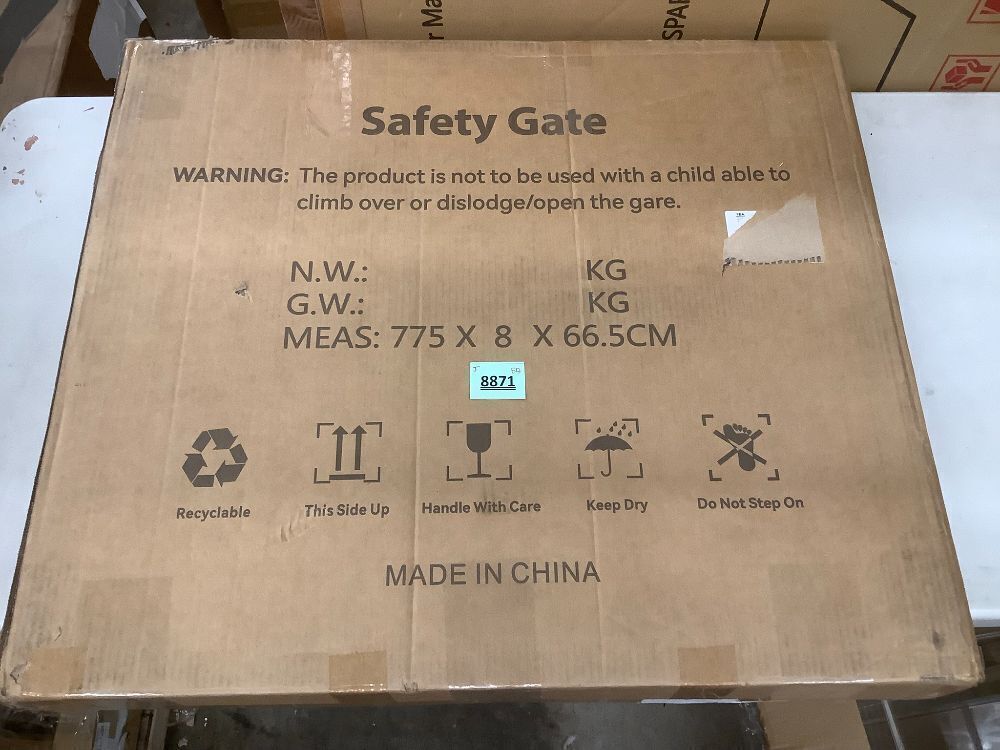 r Ma
SPAR
Safety Gate
WARNING: The product is not to be used with a child able to
climb over or dislodge/open the gare.
N.W.: KG
G.W.: KG
MEAS: 775 X 8 X 66.5CM
8871
Recyclable
This Side Up
Handle With Care
Keep Dry
Do Not Step On
MADE IN CHINA